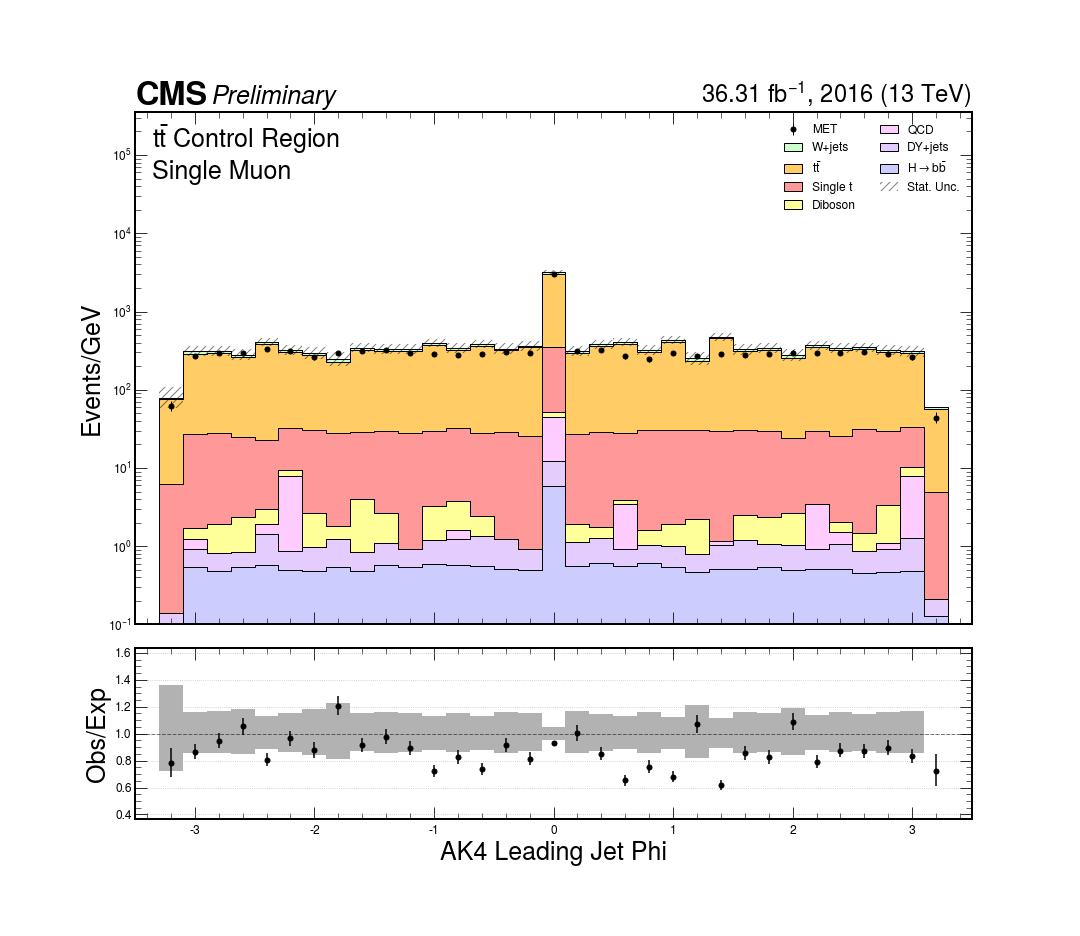 CMS Preliminary
36.31 fb⁻¹, 2016 (13 TeV)
tt̄ Control Region
Single Muon
MET
W+jets
tt̄
Single t
Diboson
QCD
DY+jets
H→bb̄
Stat. Unc.
Events/GeV
10⁵
10⁴
10³
10²
10¹
10⁰
10⁻¹
Obs/Exp
1.6
1.4
1.2
1.0
0.8
0.6
0.4
-3 -2 -1 0 1 2 3
AK4 Leading Jet Phi